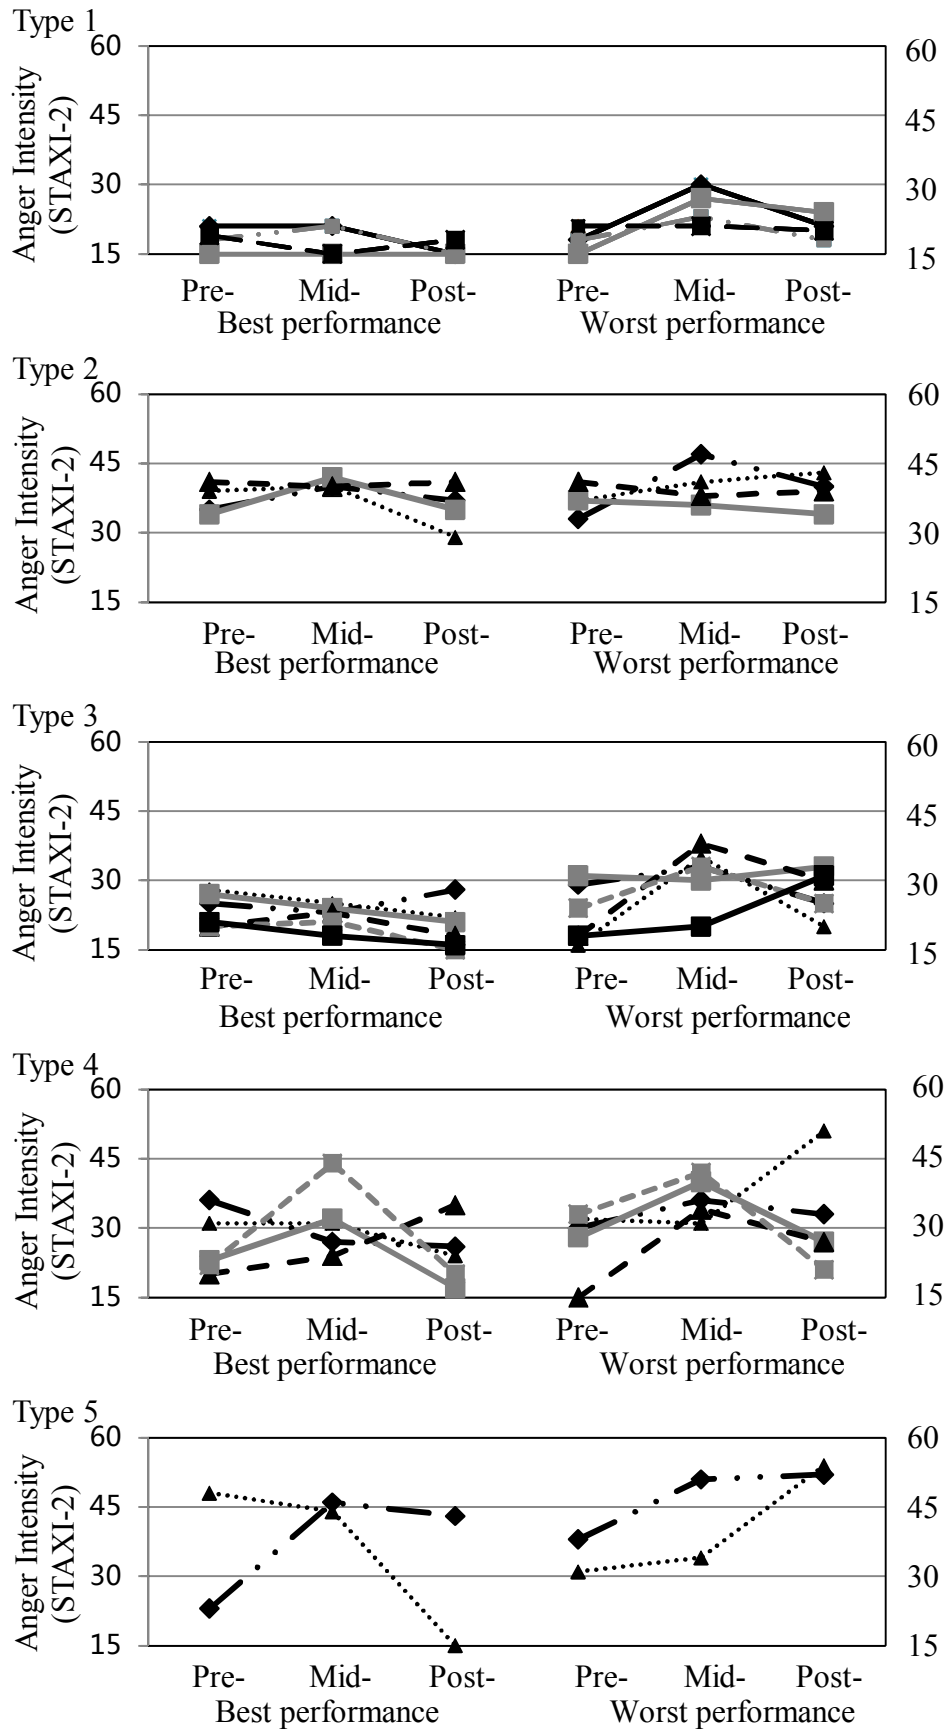 Type 1
Anger Intensity
(STAXI-2)
60
45
30
15
60
45
30
15
Pre- Mid- Post- Pre- Mid- Post-
Best performance Worst performance
Type 2
Anger Intensity
(STAXI-2)
60
45
30
15
60
45
30
15
Pre- Mid- Post- Pre- Mid- Post-
Best performance Worst performance
Type 3
Anger Intensity
(STAXI-2)
60
45
30
15
60
45
30
15
Pre- Mid- Post- Pre- Mid- Post-
Best performance Worst performance
Type 4
Anger Intensity
(STAXI-2)
60
45
30
15
60
45
30
15
Pre- Mid- Post- Pre- Mid- Post-
Best performance Worst performance
Type 5
Anger Intensity
(STAXI-2)
60
45
30
15
60
45
30
15
Pre- Mid- Post- Pre- Mid- Post-
Best performance Worst performance